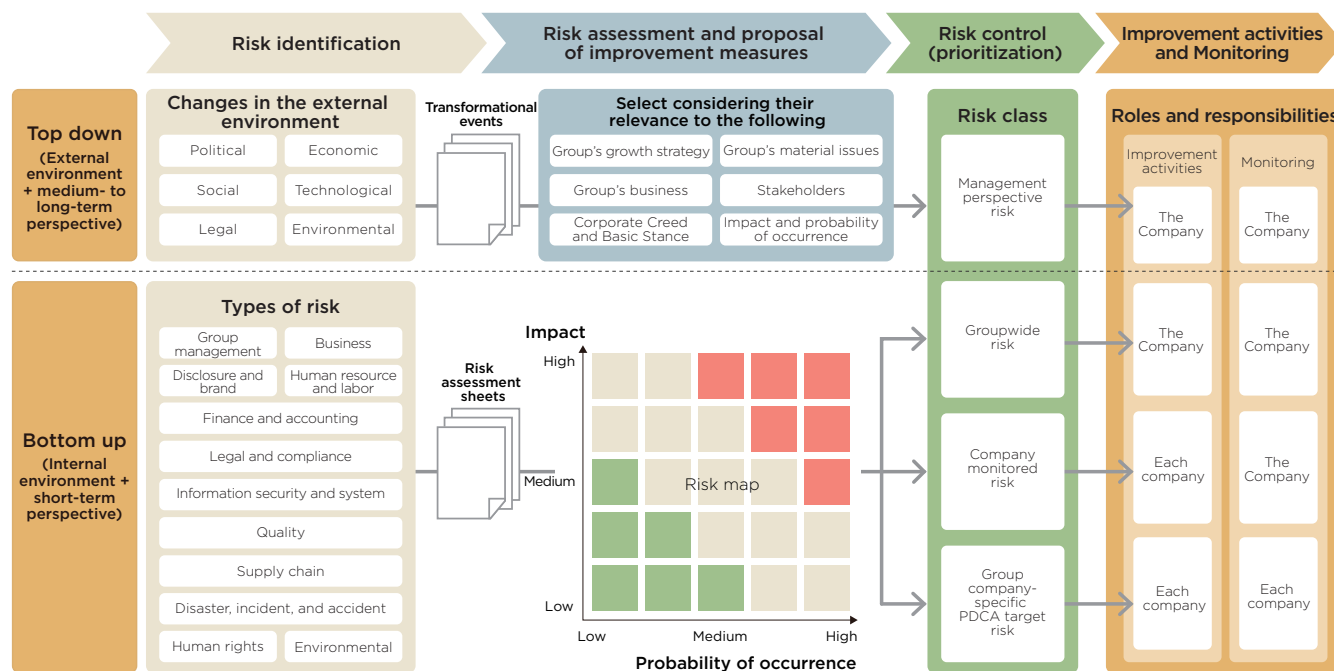 Risk identification
Risk assessment and proposal
of improvement measures
Risk control
(prioritization)
Improvement activities
and Monitoring
Top down
(External
environment
+ medium- to
long-term
perspective)
Changes in the external
environment
Political
Economic
Social
Technological
Legal
Environmental
Transformational
events
Select considering their
relevance to the following
Group's growth strategy
Group's material issues
Group's business
Stakeholders
Corporate Creed
and Basic Stance
Impact and probability
of occurrence
Risk class
Management
perspective
risk
Roles and responsibilities
Improvement
activities
Monitoring
The
Company
The
Company
Bottom up
(Internal
environment +
short-term
perspective)
Types of risk
Group
management
Business
Disclosure and
brand
Human resource
and labor
Finance and accounting
Legal and compliance
Information security and system
Quality
Supply chain
Disaster, incident, and accident
Human rights
Environmental
Risk
assessment
sheets
Impact
High
Medium
Low
Risk map
Low
Medium
High
Probability of occurrence
Groupwide
risk
The
Company
The
Company
Company
monitored
risk
Each
company
The
Company
Group
company-
specific
PDCA target
risk
Each
company
Each
company